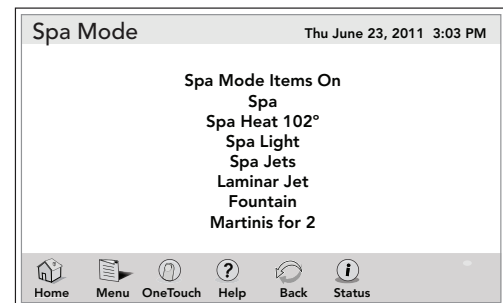 Spa Mode Thu June 23, 2011 3:03 PM
Spa Mode Items On
Spa
Spa Heat 102°
Spa Light
Spa Jets
Laminar Jet
Fountain
Martinis for 2
Home Menu OneTouch Help Back Status